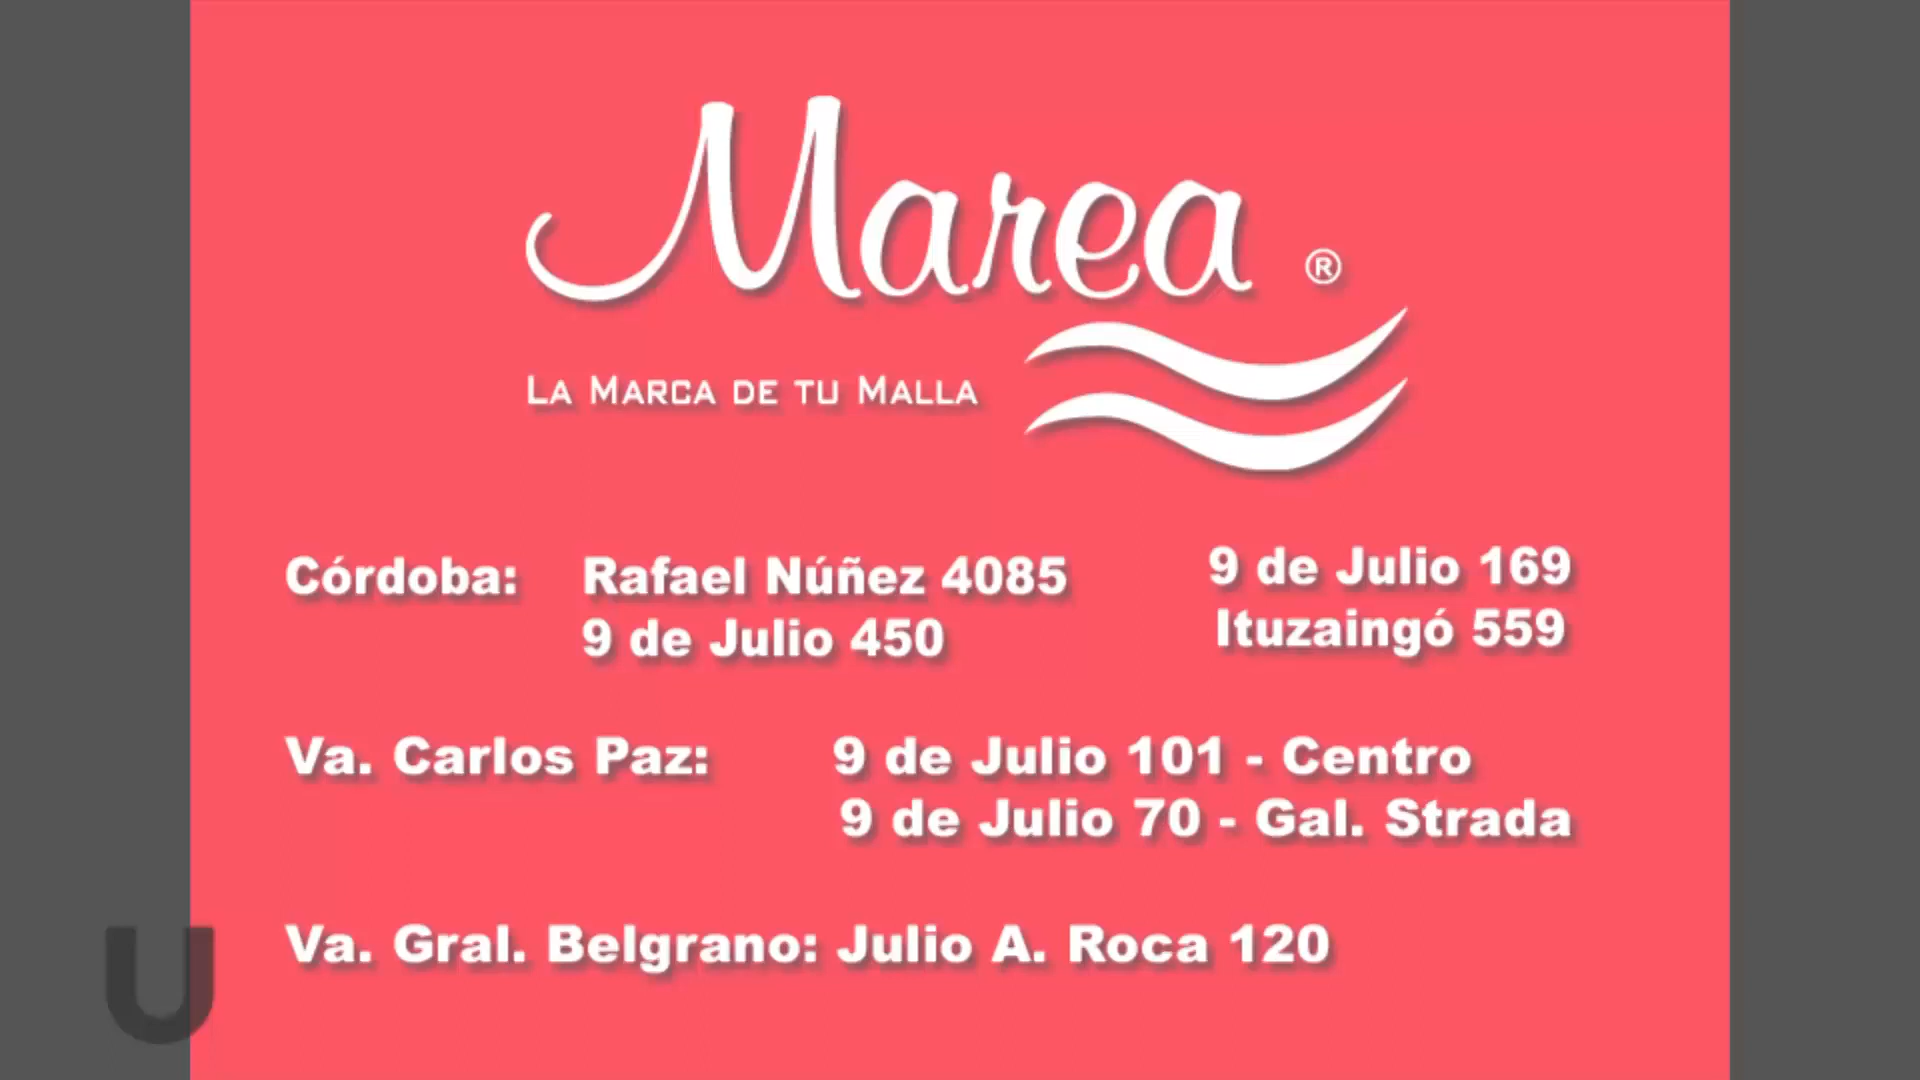 Marea ®
LA MARCA DE TU MALLA
Córdoba: Rafael Núñez 4085 9 de Julio 169
9 de Julio 450 Ituzaingó 559
Va. Carlos Paz: 9 de Julio 101 - Centro
9 de Julio 70 - Gal. Strada
Va. Gral. Belgrano: Julio A. Roca 120
U